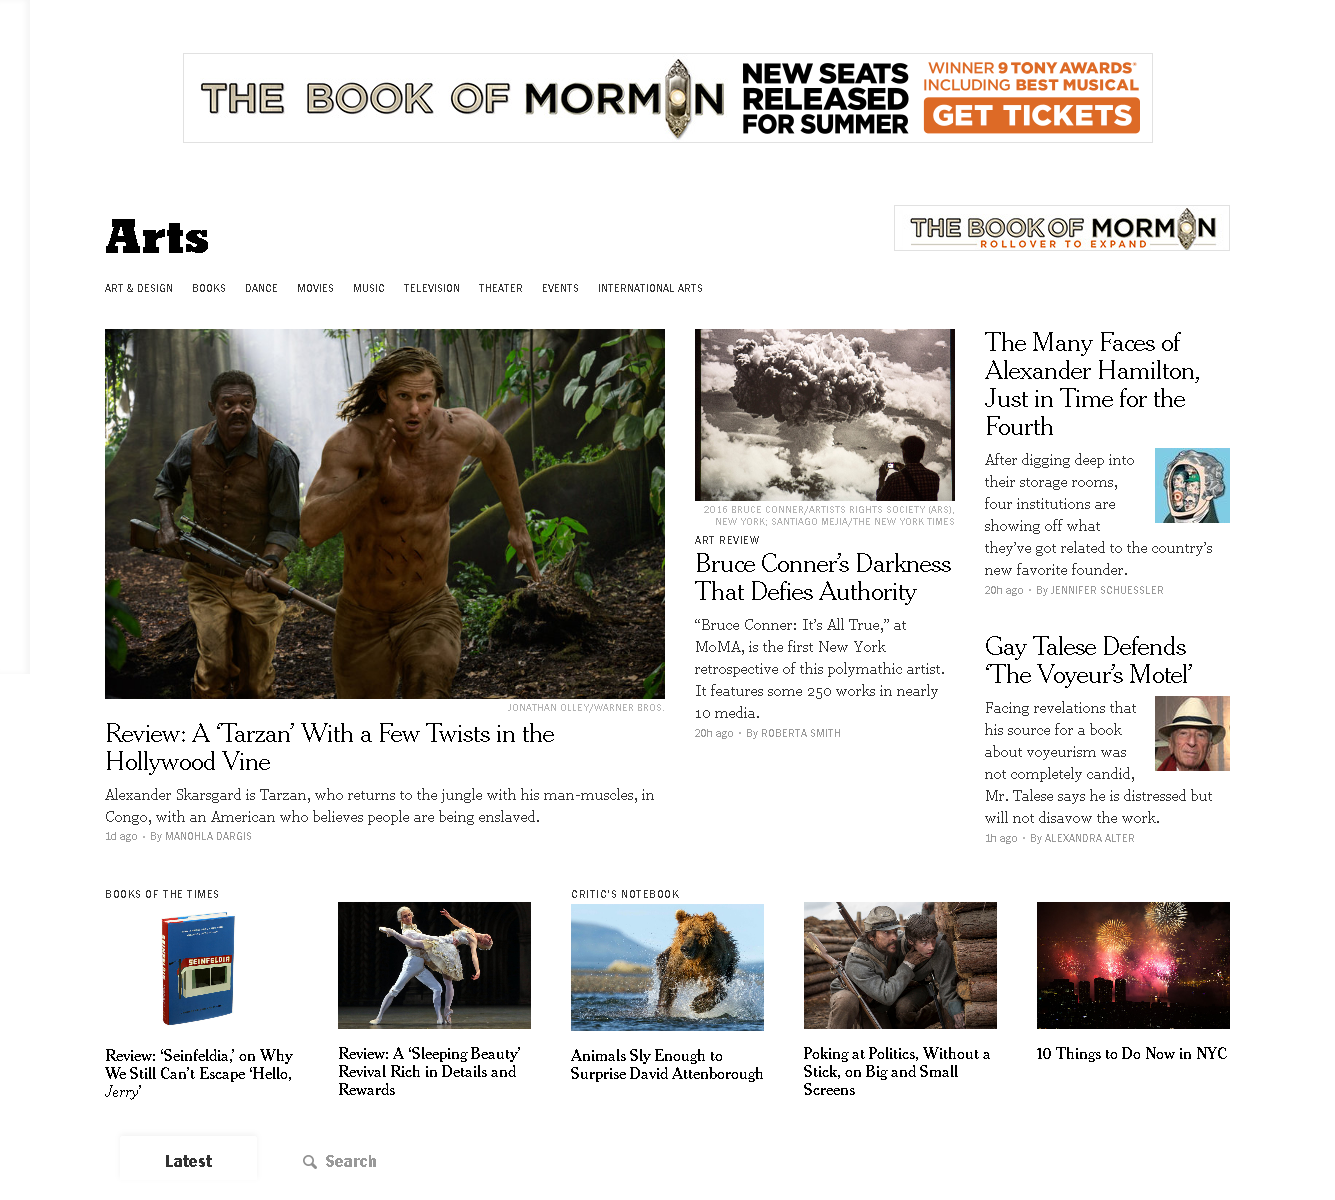 THE BOOK OF MORMON
NEW SEATS
RELEASED
FOR SUMMER
WINNER 9 TONY AWARDS®
INCLUDING BEST MUSICAL
GET TICKETS
Arts
THE BOOK OF MORMON
ROLLOVER TO EXPAND
ART & DESIGN BOOKS DANCE MOVIES MUSIC TELEVISION THEATER EVENTS INTERNATIONAL ARTS
JONATHAN OLLEY/WARNER BROS.
Review: A ‘Tarzan’ With a Few Twists in the
Hollywood Vine
Alexander Skarsgard is Tarzan, who returns to the jungle with his man-muscles, in
Congo, with an American who believes people are being enslaved.
1d ago · By MANOHLA DARGIS
2016 BRUCE CONNER/ARTISTS RIGHTS SOCIETY (ARS),
NEW YORK; SANTIAGO MEJIA/THE NEW YORK TIMES
ART REVIEW
Bruce Conner’s Darkness
That Defies Authority
“Bruce Conner: It’s All True,” at
MoMA, is the first New York
retrospective of this polymathic artist.
It features some 250 works in nearly
10 media.
20h ago · By ROBERTA SMITH
The Many Faces of
Alexander Hamilton,
Just in Time for the
Fourth
After digging deep into
their storage rooms,
four institutions are
showing off what
they’ve got related to the country’s
new favorite founder.
20h ago · By JENNIFER SCHUESSLER
Gay Talese Defends
‘The Voyeur’s Motel’
Facing revelations that
his source for a book
about voyeurism was
not completely candid,
Mr. Talese says he is distressed but
will not disavow the work.
1h ago · By ALEXANDRA ALTER
BOOKS OF THE TIMES
SEINFELDIA
Review: ‘Seinfeldia,’ on Why
We Still Can’t Escape ‘Hello,
Jerry’
Review: A ‘Sleeping Beauty’
Revival Rich in Details and
Rewards
CRITIC'S NOTEBOOK
Animals Sly Enough to
Surprise David Attenborough
Poking at Politics, Without a
Stick, on Big and Small
Screens
10 Things to Do Now in NYC
Latest
Search